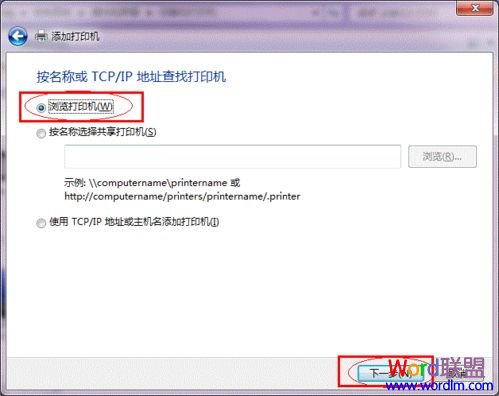 添加打印机
按名称或 TCP/IP 地址查找打印机
浏览打印机(W)
按名称选择共享打印机(S)
浏览(R)...
示例: \\computername\printername 或
http://computername/printers/printername/.printer
使用 TCP/IP 地址或主机名添加打印机(I)
下一步(N)
取消
Word联盟
www.wordlm.com